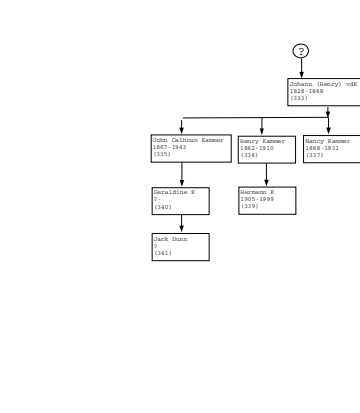 ?
Johann (Henry) vdK
1828-1868
(333)
John Calhoun Kammer
1867-1943
(335)
Henry Kammer
1862-1910
(336)
Nancy Kammer
1868-1931
(337)
Geraldine K
?-
(340)
Hermann K
1905-1999
(339)
Jack Dunn
?
(341)